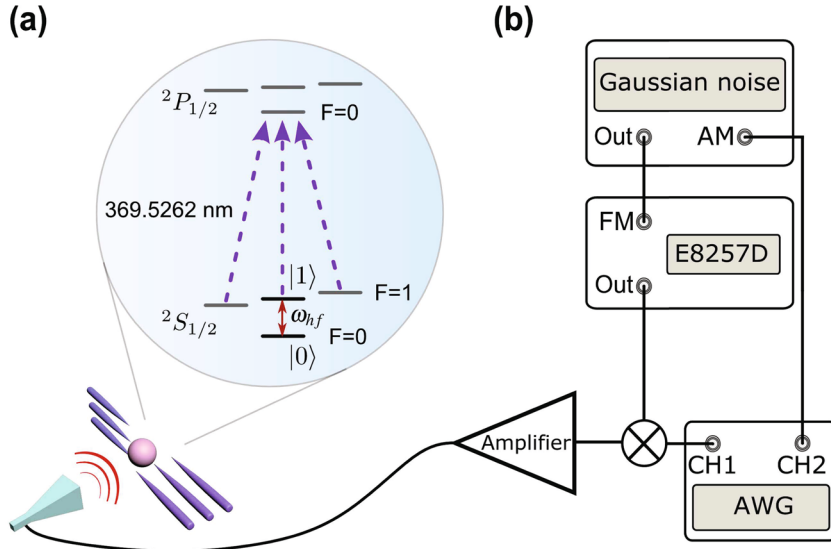 (a)
²P₁/₂
F=0
369.5262 nm
|1⟩
F=1
²S₁/₂
ω_hf
F=0
|0⟩
(b)
Gaussian noise
Out
AM
FM
E8257D
Out
Amplifier
CH1
CH2
AWG